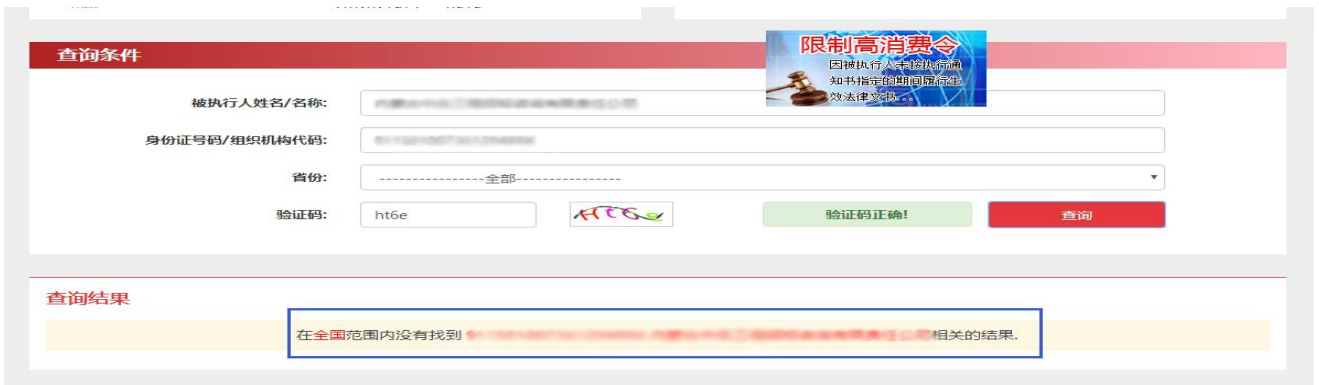 查询条件
限制高消费令
因被执行人未按执行通
知书指定的期间履行生
效法律文书...
被执行人姓名/名称:
身份证号码/组织机构代码:
省份:
----------------全部----------------
验证码:
ht6e
Ht6e
验证码正确!
查询
查询结果
在全国范围内没有找到 相关的结果.